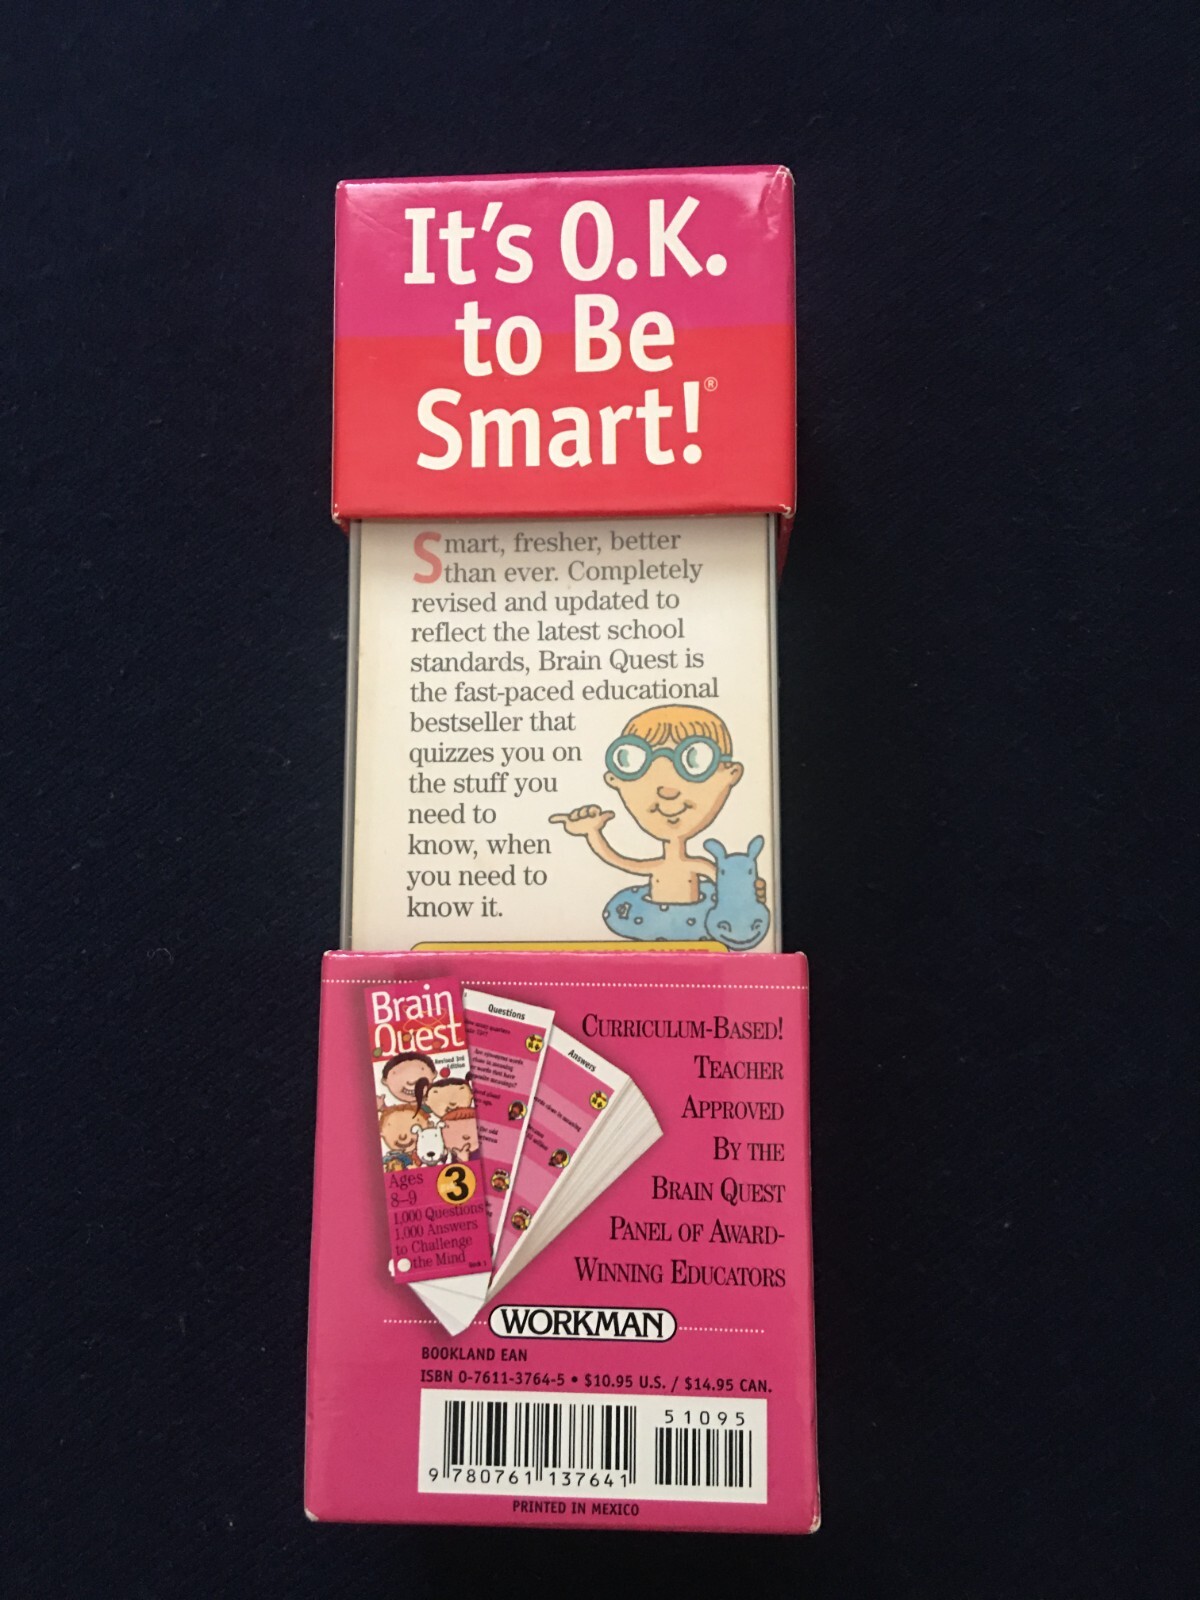 It's O.K.
to Be
Smart!®
Smart, fresher, better
than ever. Completely
revised and updated to
reflect the latest school
standards, Brain Quest is
the fast-paced educational
bestseller that
quizzes you on
the stuff you
need to
know, when
you need to
know it.
Brain
Quest
Revised 3rd
Edition
Ages
8–9
3
1,000 Questions
1,000 Answers
to Challenge
the Mind
Questions
Answers
CURRICULUM-BASED!
TEACHER
APPROVED
BY THE
BRAIN QUEST
PANEL OF AWARD-
WINNING EDUCATORS
WORKMAN
BOOKLAND EAN
ISBN 0-7611-3764-5 • $10.95 U.S. / $14.95 CAN.
51095
9 780761 137641
PRINTED IN MEXICO